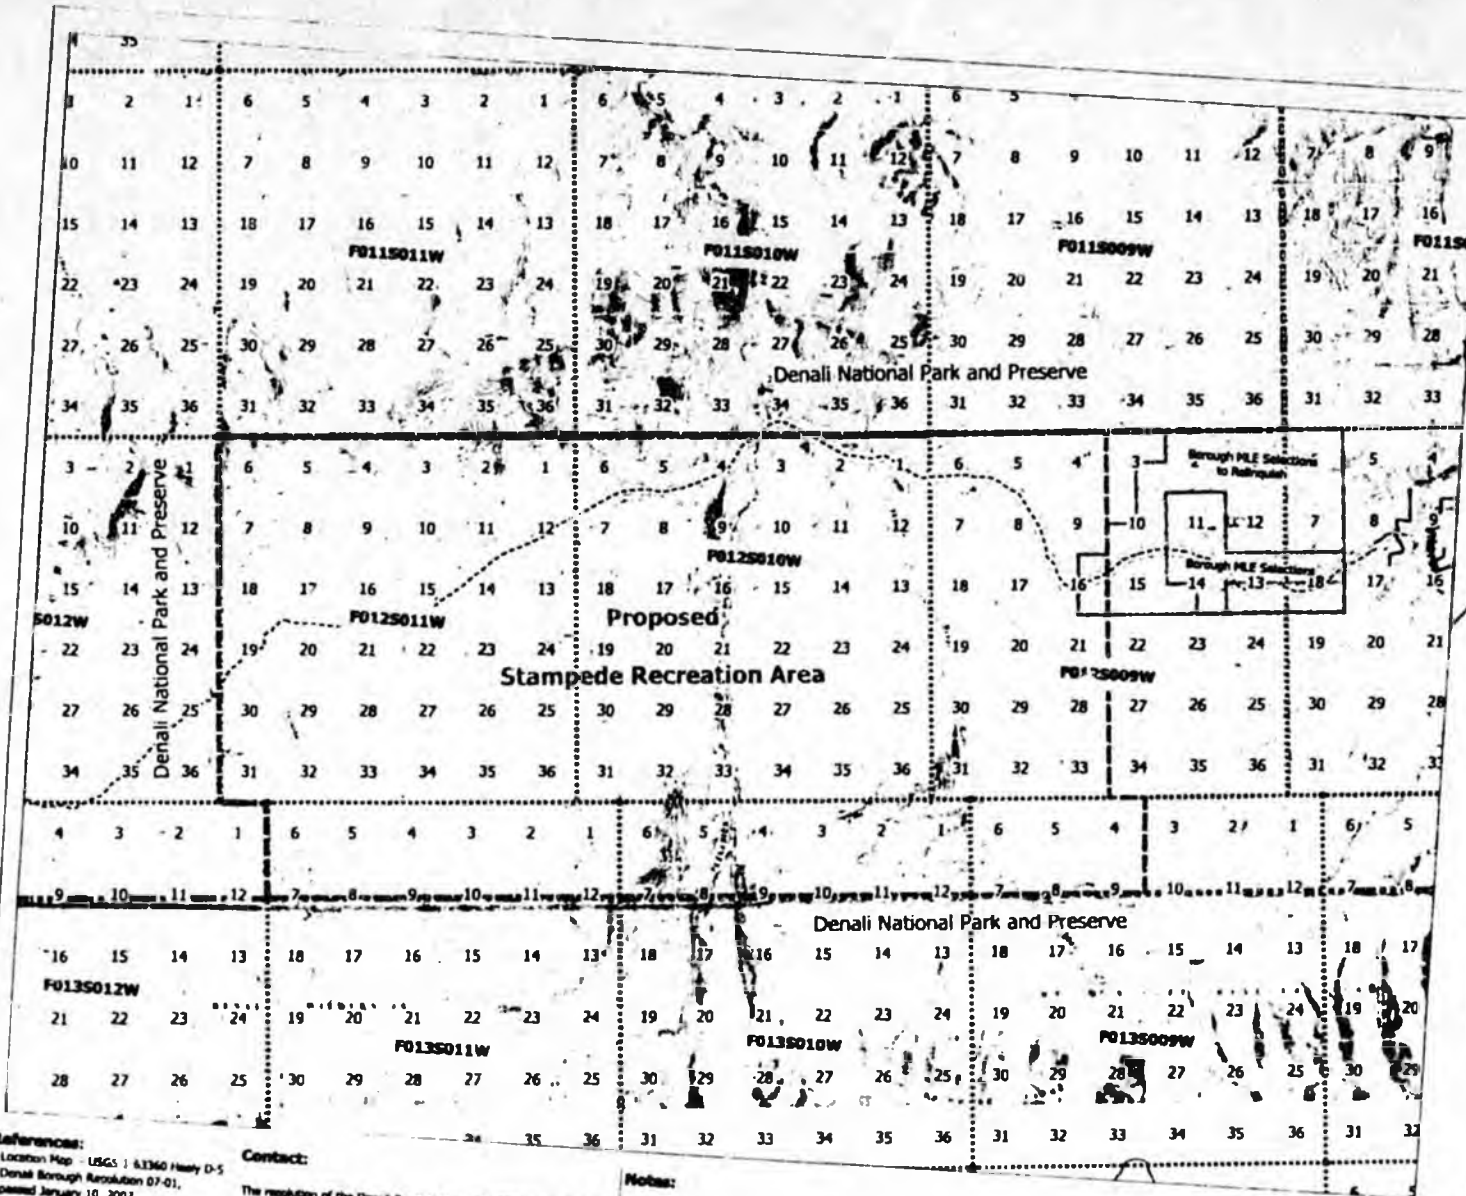 35
3 2 1 6 5 4 3 2 1 6 5 4 3 2 1 6 5
10 11 12 7 8 9 10 11 12 7 8 9 10 11 12 7 8 9 10 11 12 7 8 9
15 14 13 18 17 16 15 14 13 18 17 16 15 14 13 18 17 16 15 14 13 18 17 16
F011S011W F011S010W F011S009W F011S0
22 23 24 19 20 21 22 23 24 19 20 21 22 23 24 19 20 21 22 23 24 19 20 21
27 26 25 30 29 28 27 26 25 30 29 28 27 26 25 30 29 28 27 26 25 30 29 28
Denali National Park and Preserve
34 35 36 31 32 33 34 35 36 31 32 33 34 35 36 31 32 33 34 35 36 31 32 33
3 2 1 6 5 4 3 2 1 6 5 4 3 2 1 6 5 4 3 5 4
Borough MLE Selections
to Relinquish
10 11 12 7 8 9 10 11 12 7 8 9 10 11 12 7 8 9 10 11 12 7 8 9
Denali National Park and Preserve
F012S010W
Borough MLE Selections
15 14 13 18 17 16 15 14 13 18 17 16 15 14 13 18 17 16 15 14 13 18 17 16
S012W F012S011W Proposed
22 23 24 19 20 21 22 23 24 19 20 21 22 23 24 19 20 21 22 23 24 19 20 21
Stampede Recreation Area F012S009W
27 26 25 30 29 28 27 26 25 30 29 28 27 26 25 30 29 28 27 26 25 30 29 28
34 35 36 31 32 33 34 35 36 31 32 33 34 35 36 31 32 33 34 35 36 31 32 33
4 3 2 1 6 5 4 3 2 1 6 5 4 3 2 1 6 5 4 3 2 1 6 5
9 10 11 12 7 8 9 10 11 12 7 8 9 10 11 12 7 8 9 10 11 12 7 8
Denali National Park and Preserve
16 15 14 13 18 17 16 15 14 13 18 17 16 15 14 13 18 17 16 15 14 13 18 17
F013S012W
21 22 23 24 19 20 21 22 23 24 19 20 21 22 23 24 19 20 21 22 23 24 19 20
F013S011W F013S010W F013S009W
28 27 26 25 30 29 28 27 26 25 30 29 28 27 26 25 30 29 28 27 26 25 30 29
34 35 36 31 32 33 34 35 36 31 32 33 34 35 36 31 32
6 5
References:
Location Map - USGS 1 63360 Healy D-5
Denali Borough Resolution 07-01,
passed January 10, 2007
Contact:
Notes: